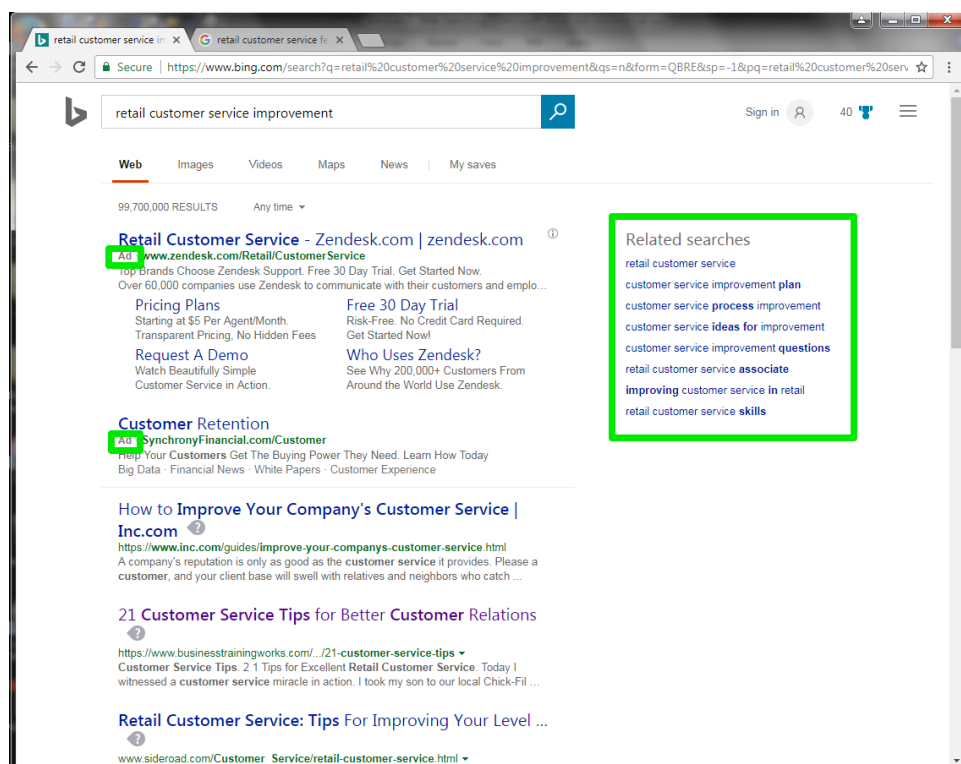 retail customer service in
retail customer service fe
Secure | https://www.bing.com/search?q=retail%20customer%20service%20improvement&qs=n&form=QBRE&sp=-1&pq=retail%20customer%20serv
retail customer service improvement
Sign in
40
Web Images Videos Maps News | My saves
99,700,000 RESULTS Any time
Retail Customer Service - Zendesk.com | zendesk.com
Ad · www.zendesk.com/Retail/CustomerService
Top Brands Choose Zendesk Support. Free 30 Day Trial. Get Started Now.
Over 60,000 companies use Zendesk to communicate with their customers and emplo...
Pricing Plans
Starting at $5 Per Agent/Month.
Transparent Pricing, No Hidden Fees
Free 30 Day Trial
Risk-Free. No Credit Card Required.
Get Started Now!
Request A Demo
Watch Beautifully Simple
Customer Service in Action.
Who Uses Zendesk?
See Why 200,000+ Customers From
Around the World Use Zendesk.
Customer Retention
Ad · SynchronyFinancial.com/Customer
Help Your Customers Get The Buying Power They Need. Learn How Today
Big Data · Financial News · White Papers · Customer Experience
How to Improve Your Company's Customer Service |
Inc.com
https://www.inc.com/guides/improve-your-companys-customer-service.html
A company's reputation is only as good as the customer service it provides. Please a
customer, and your client base will swell with relatives and neighbors who catch ...
21 Customer Service Tips for Better Customer Relations
https://www.businesstrainingworks.com/.../21-customer-service-tips
Customer Service Tips. 2 1 Tips for Excellent Retail Customer Service. Today I
witnessed a customer service miracle in action. I took my son to our local Chick-Fil ...
Retail Customer Service: Tips For Improving Your Level ...
www.sideroad.com/Customer_Service/retail-customer-service.html
Related searches
retail customer service
customer service improvement plan
customer service process improvement
customer service ideas for improvement
customer service improvement questions
retail customer service associate
improving customer service in retail
retail customer service skills